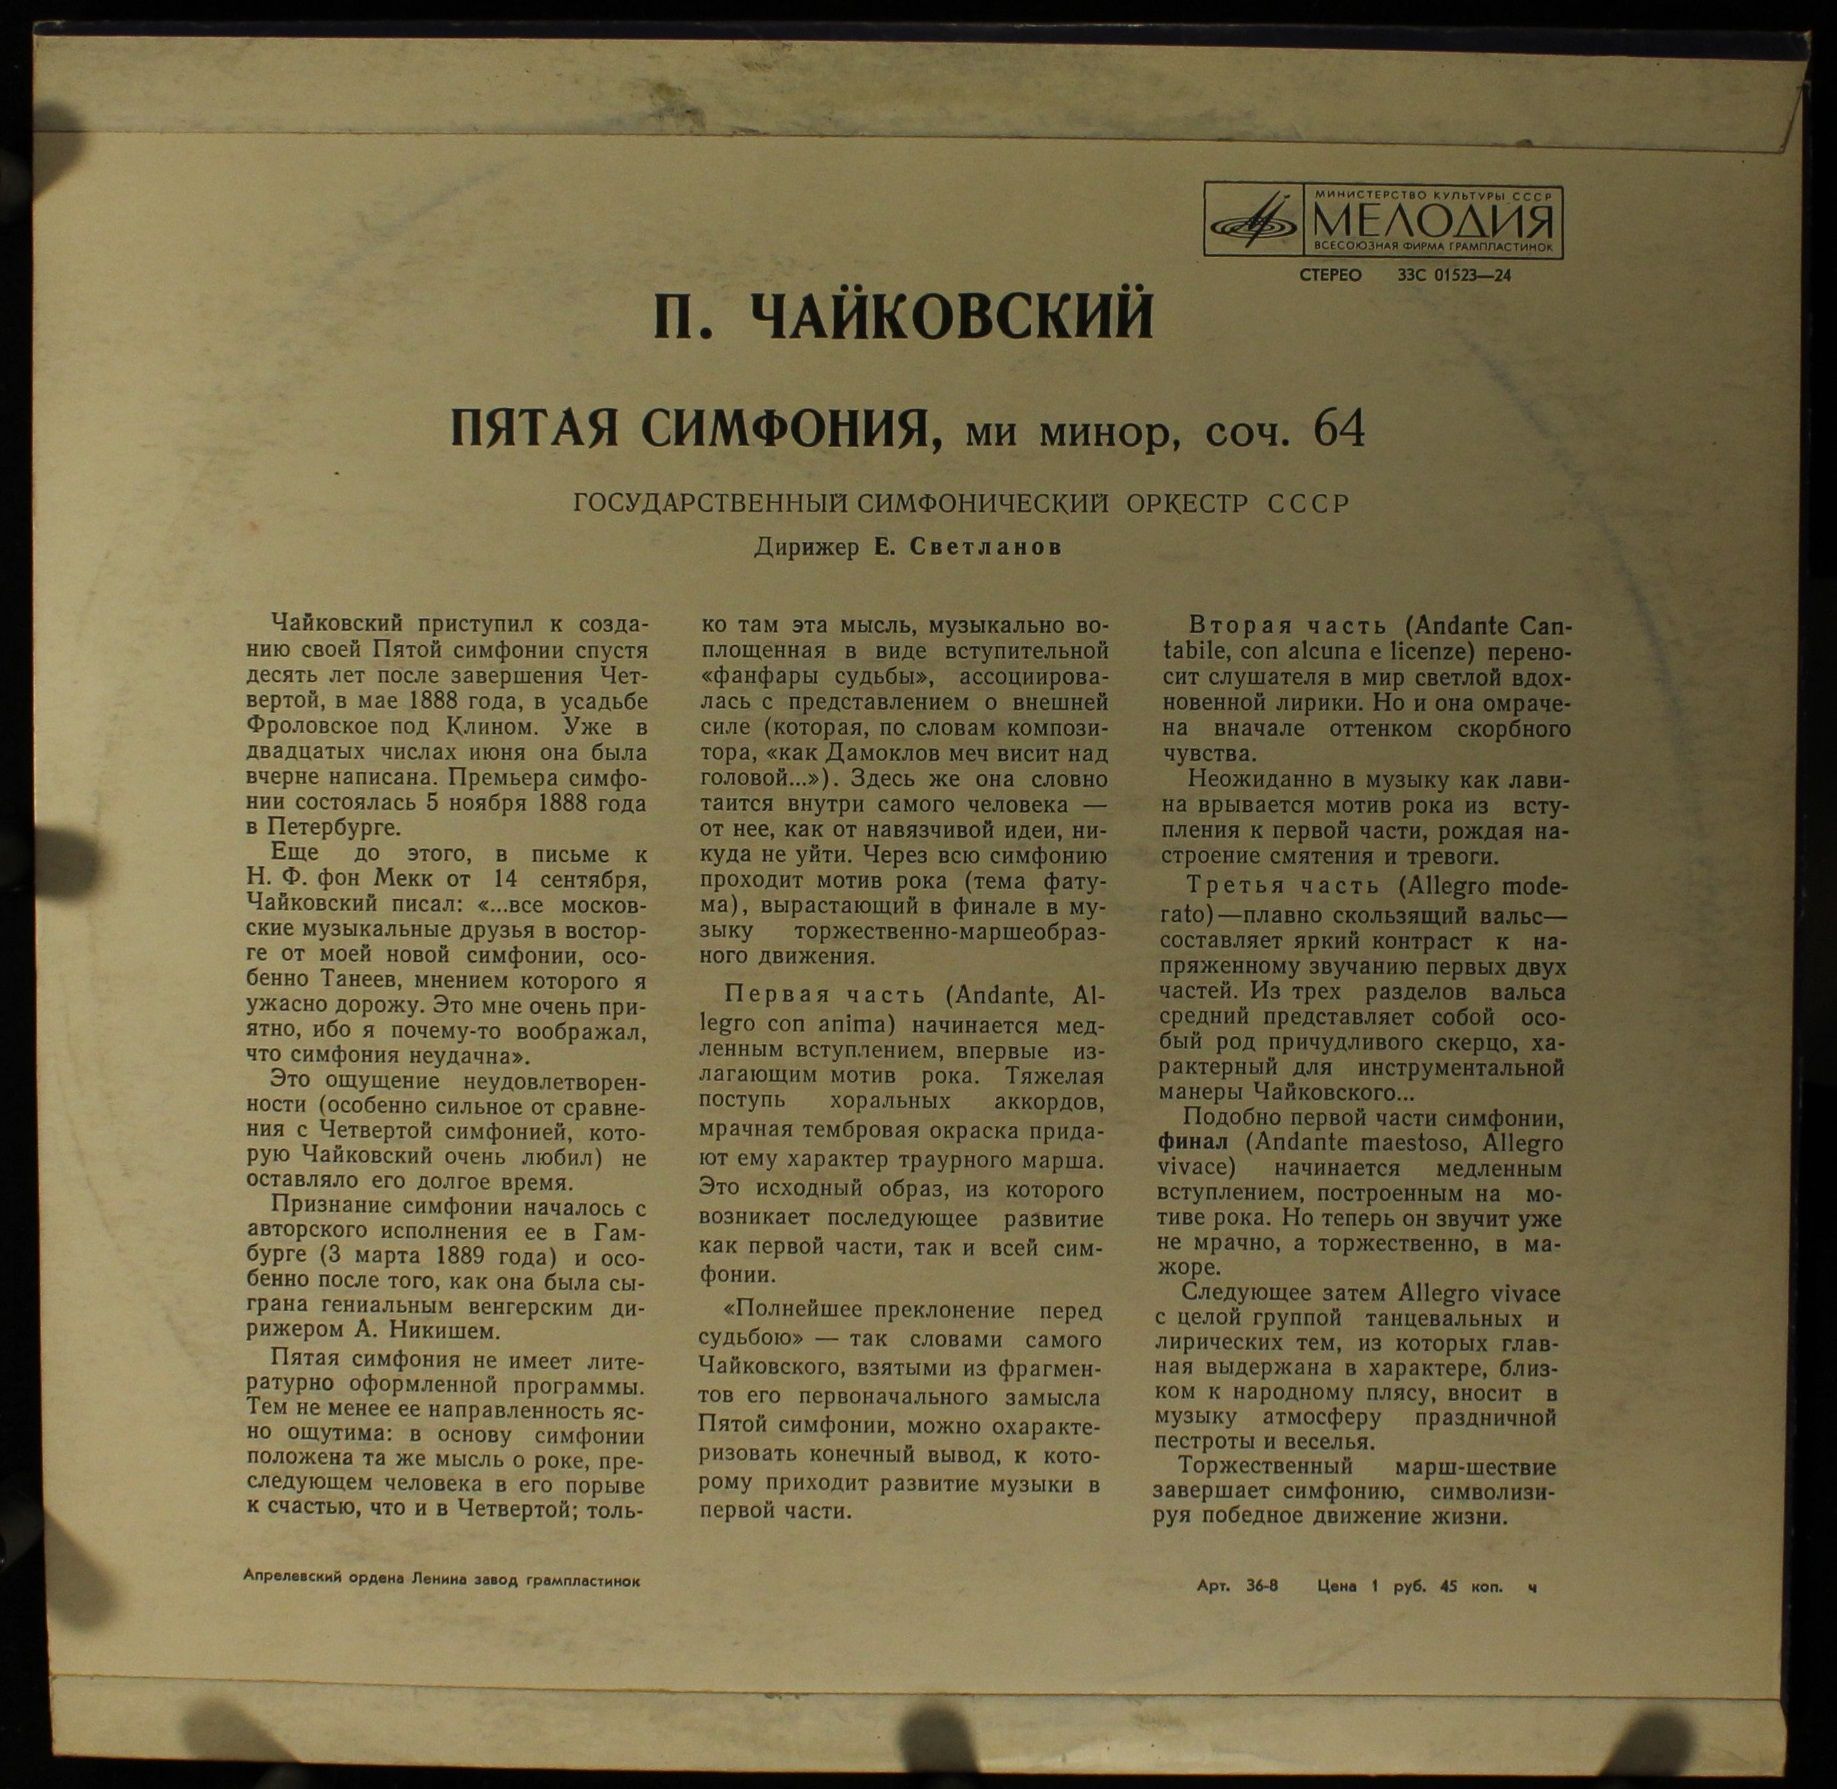 МИНИСТЕРСТВО КУЛЬТУРЫ СССР
МЕЛОДИЯ
ВСЕСОЮЗНАЯ ФИРМА ГРАМПЛАСТИНОК
СТЕРЕО 33С 01523—24
П. ЧАЙКОВСКИЙ
ПЯТАЯ СИМФОНИЯ, ми минор, соч. 64
ГОСУДАРСТВЕННЫЙ СИМФОНИЧЕСКИЙ ОРКЕСТР СССР
Дирижер Е. Светланов
Чайковский приступил к созда-
нию своей Пятой симфонии спустя
десять лет после завершения Чет-
вертой, в мае 1888 года, в усадьбе
Фроловское под Клином. Уже в
двадцатых числах июня она была
вчерне написана. Премьера симфо-
нии состоялась 5 ноября 1888 года
в Петербурге.
Еще до этого, в письме к
Н. Ф. фон Мекк от 14 сентября,
Чайковский писал: «...все москов-
ские музыкальные друзья в востор-
ге от моей новой симфонии, осо-
бенно Танеев, мнением которого я
ужасно дорожу. Это мне очень при-
ятно, ибо я почему-то воображал,
что симфония неудачна».
Это ощущение неудовлетворен-
ности (особенно сильное от сравне-
ния с Четвертой симфонией, кото-
рую Чайковский очень любил) не
оставляло его долгое время.
Признание симфонии началось с
авторского исполнения ее в Гам-
бурге (3 марта 1889 года) и осо-
бенно после того, как она была сы-
грана гениальным венгерским ди-
рижером А. Никишем.
Пятая симфония не имеет лите-
ратурно оформленной программы.
Тем не менее ее направленность яс-
но ощутима: в основу симфонии
положена та же мысль о роке, пре-
следующем человека в его порыве
к счастью, что и в Четвертой; толь-
ко там эта мысль, музыкально во-
площенная в виде вступительной
«фанфары судьбы», ассоциирова-
лась с представлением о внешней
силе (которая, по словам компози-
тора, «как Дамоклов меч висит над
головой...»). Здесь же она словно
таится внутри самого человека —
от нее, как от навязчивой идеи, ни-
куда не уйти. Через всю симфонию
проходит мотив рока (тема фату-
ма), вырастающий в финале в му-
зыку торжественно-маршеобраз-
ного движения.
Первая часть (Andante, Al-
legro con anima) начинается мед-
ленным вступлением, впервые из-
лагающим мотив рока. Тяжелая
поступь хоральных аккордов,
мрачная тембровая окраска прида-
ют ему характер траурного марша.
Это исходный образ, из которого
возникает последующее развитие
как первой части, так и всей сим-
фонии.
«Полнейшее преклонение перед
судьбою» — так словами самого
Чайковского, взятыми из фрагмен-
тов его первоначального замысла
Пятой симфонии, можно охаракте-
ризовать конечный вывод, к кото-
рому приходит развитие музыки в
первой части.
Вторая часть (Andante Can-
tabile, con alcuna e licenze) перено-
сит слушателя в мир светлой вдох-
новенной лирики. Но и она омраче-
на вначале оттенком скорбного
чувства.
Неожиданно в музыку как лави-
на врывается мотив рока из всту-
пления к первой части, рождая на-
строение смятения и тревоги.
Третья часть (Allegro mode-
rato)—плавно скользящий вальс—
составляет яркий контраст к на-
пряженному звучанию первых двух
частей. Из трех разделов вальса
средний представляет собой осо-
бый род причудливого скерцо, ха-
рактерный для инструментальной
манеры Чайковского...
Подобно первой части симфонии,
финал (Andante maestoso, Allegro
vivace) начинается медленным
вступлением, построенным на мо-
тиве рока. Но теперь он звучит уже
не мрачно, а торжественно, в ма-
жоре.
Следующее затем Allegro vivace
с целой группой танцевальных и
лирических тем, из которых глав-
ная выдержана в характере, близ-
ком к народному плясу, вносит в
музыку атмосферу праздничной
пестроты и веселья.
Торжественный марш-шествие
завершает симфонию, символизи-
руя победное движение жизни.
Апрелевский ордена Ленина завод грампластинок
Арт. 36-8 Цена 1 руб. 45 коп. ч